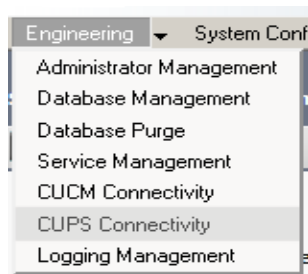 Engineering System Conf
Administrator Management
Database Management
Database Purge
Service Management
CUCM Connectivity
CUPS Connectivity
Logging Management